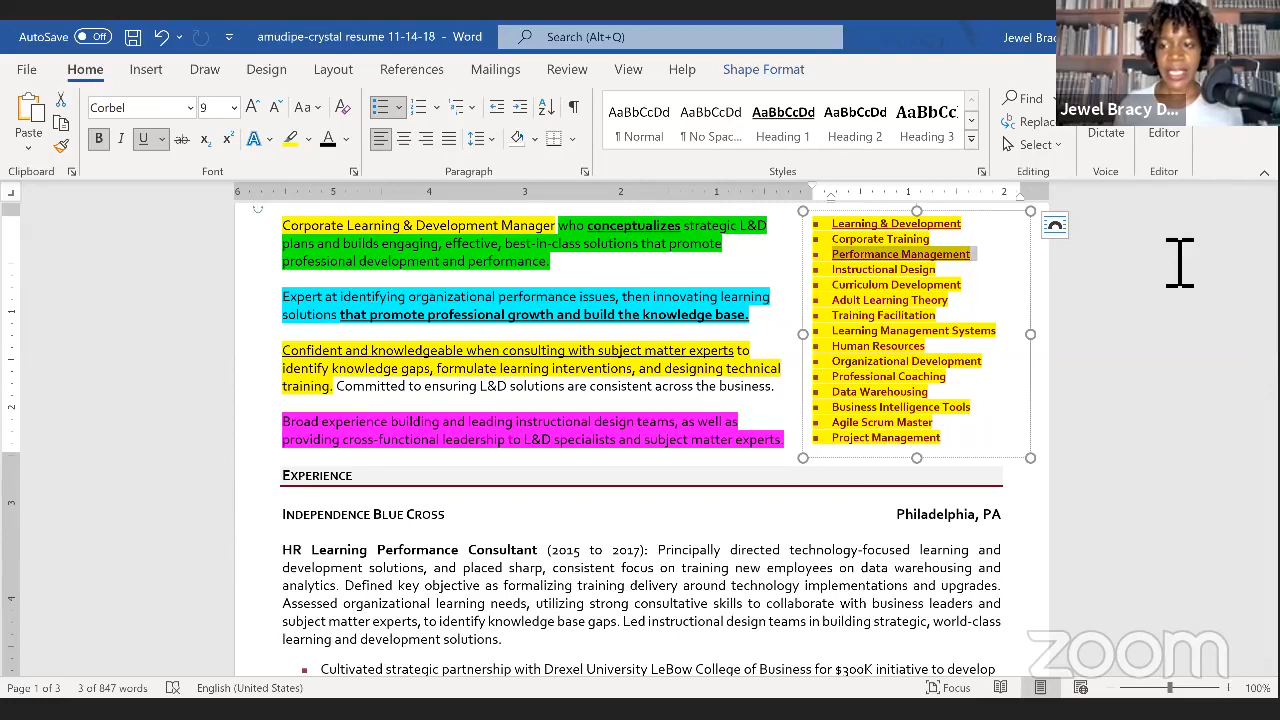 AutoSave Off
amudipe-crystal resume 11-14-18 - Word
Search (Alt+Q)
Jewel Brac
File Home Insert Draw Design Layout References Mailings Review View Help Shape Format
Jewel Bracy D...
Paste
Corbel 9
AaBbCcDd AaBbCcDd AaBbCcDd AaBbCcDd AaBbCc
¶ Normal ¶ No Spac... Heading 1 Heading 2 Heading 3
Find
Replace
Select
Dictate
Editor
Clipboard Font Paragraph Styles Editing Voice Editor
6 5 4 3 2 1 1 2
Corporate Learning & Development Manager who conceptualizes strategic L&D
plans and builds engaging, effective, best-in-class solutions that promote
professional development and performance.
Expert at identifying organizational performance issues, then innovating learning
solutions that promote professional growth and build the knowledge base.
Confident and knowledgeable when consulting with subject matter experts to
identify knowledge gaps, formulate learning interventions, and designing technical
training. Committed to ensuring L&D solutions are consistent across the business.
Broad experience building and leading instructional design teams, as well as
providing cross-functional leadership to L&D specialists and subject matter experts.
Learning & Development
Corporate Training
Performance Management
Instructional Design
Curriculum Development
Adult Learning Theory
Training Facilitation
Learning Management Systems
Human Resources
Organizational Development
Professional Coaching
Data Warehousing
Business Intelligence Tools
Agile Scrum Master
Project Management
EXPERIENCE
INDEPENDENCE BLUE CROSS Philadelphia, PA
HR Learning Performance Consultant (2015 to 2017): Principally directed technology-focused learning and
development solutions, and placed sharp, consistent focus on training new employees on data warehousing and
analytics. Defined key objective as formalizing training delivery around technology implementations and upgrades.
Assessed organizational learning needs, utilizing strong consultative skills to collaborate with business leaders and
subject matter experts, to identify knowledge base gaps. Led instructional design teams in building strategic, world-class
learning and development solutions.
Cultivated strategic partnership with Drexel University LeBow College of Business for $300K initiative to develop
zoom
Page 1 of 3 3 of 847 words English (United States) Focus 100%